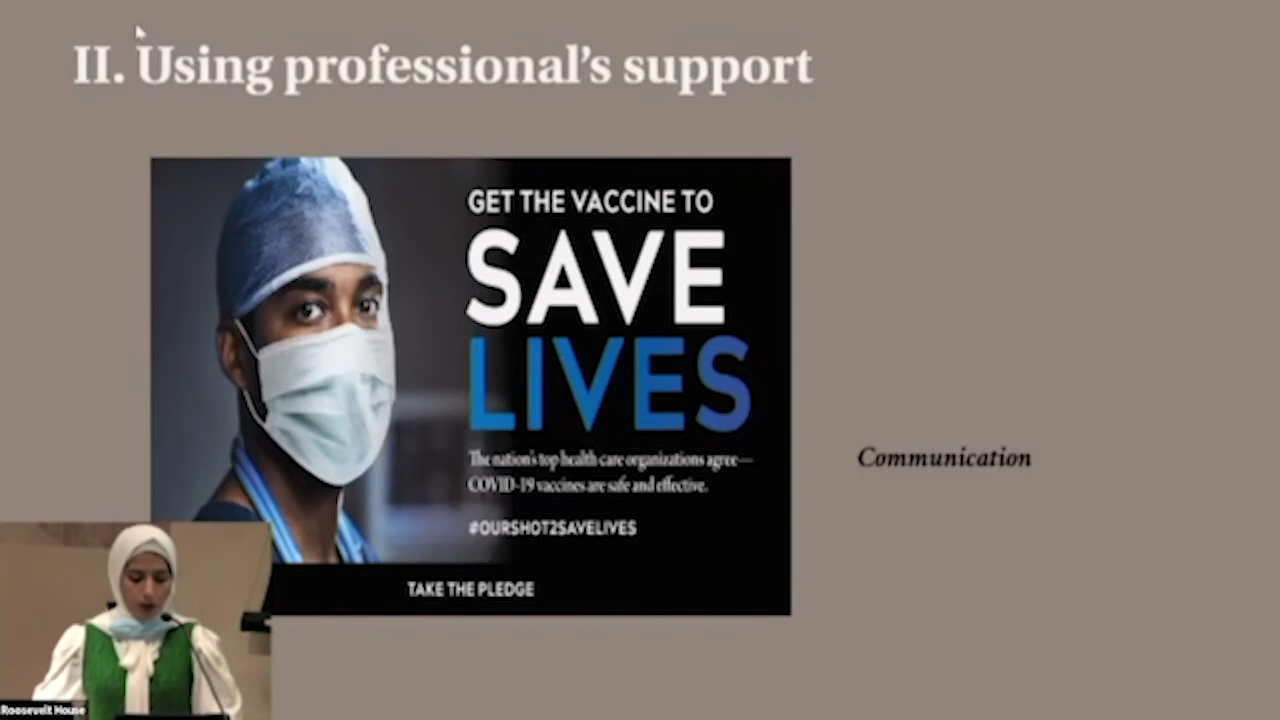 II. Using professional's support
GET THE VACCINE TO
SAVE
LIVES
The nation's top health care organizations agree—
COVID-19 vaccines are safe and effective.
#OURSHOT2SAVELIVES
TAKE THE PLEDGE
Communication
Roosevelt House